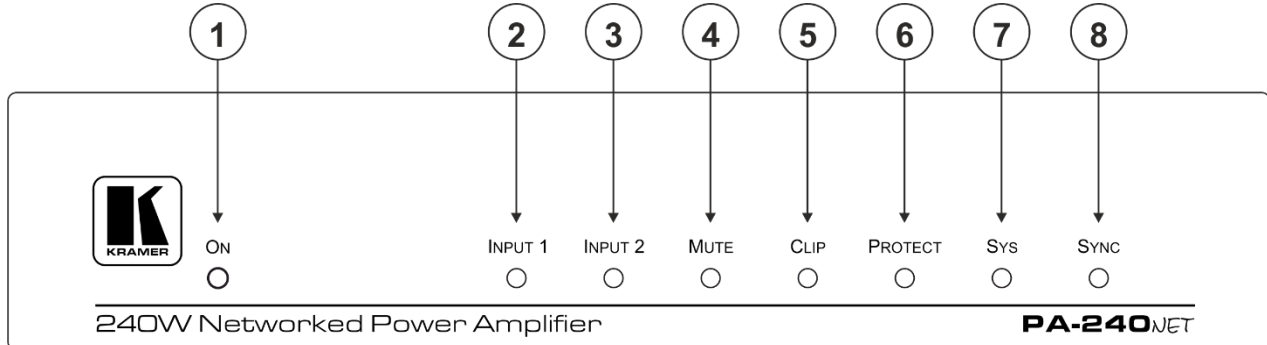 1 2 3 4 5 6 7 8
KRAMER
ON INPUT 1 INPUT 2 MUTE CLIP PROTECT SYS SYNC
240W Networked Power Amplifier PA-240NET